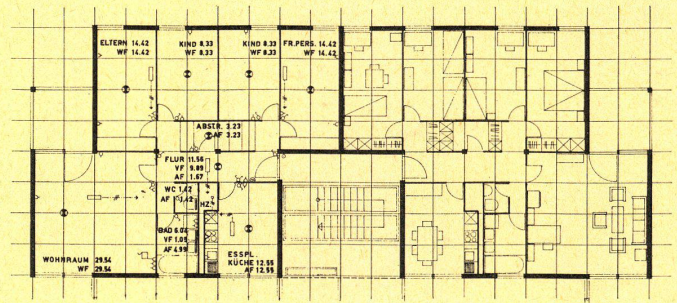 ELTERN 14.42
WF 14.42
KIND 8.33
WF 8.33
KIND 8.33
WF 8.33
FR.PERS. 14.42
WF 14.42
ABSTR. 3.23
AF 3.23
FLUR 11.56
VF 9.89
AF 1.67
WC 1.42
AF 1.42
HZ.
BAD 6.04
VF 1.05
AF 4.99
WOHNRAUM 29.54
WF 29.54
ESSPL.
KÜCHE 12.55
AF 12.55